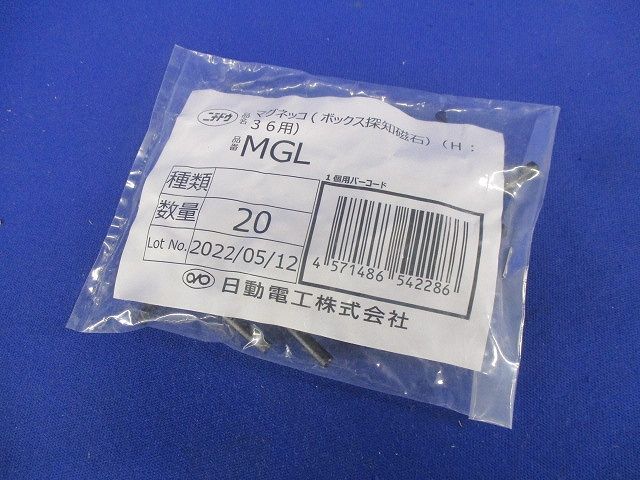 ニチドウ 品名 マグネッコ(ボックス探知磁石)(H:
36用)
品番 MGL
種類
数量 20
Lot No. 2022/05/12
1個用バーコード
4 571486 542286
日動電工株式会社